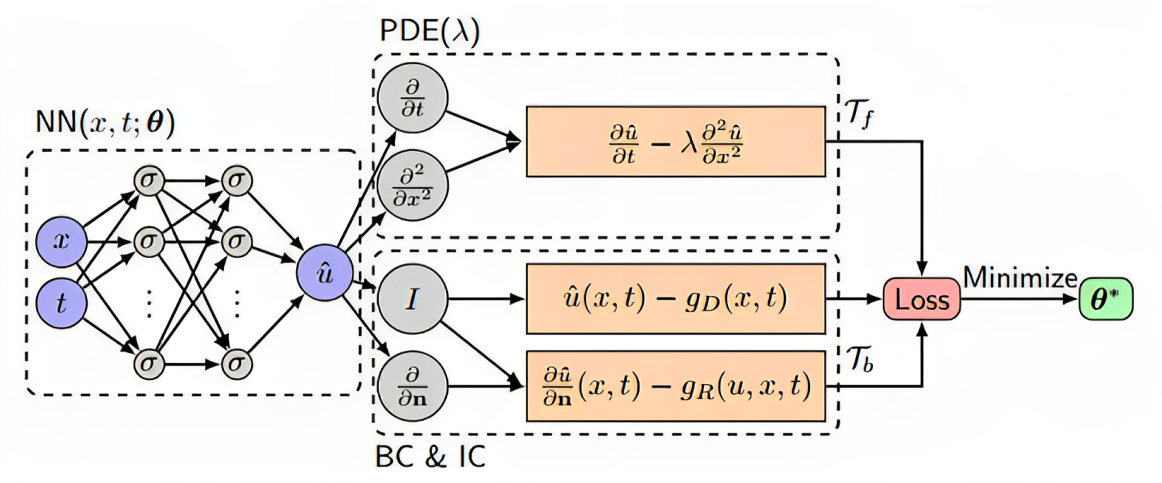 PDE(λ)
NN(x, t; θ)
∂/∂t
∂²/∂x²
∂û/∂t − λ ∂²û/∂x²
𝒯_f
x
t
σ
σ
σ
σ
⋮
⋮
σ
σ
û
I
∂/∂n
û(x, t) − g_D(x, t)
∂û/∂n (x, t) − g_R(u, x, t)
𝒯_b
BC & IC
Loss
Minimize
θ*